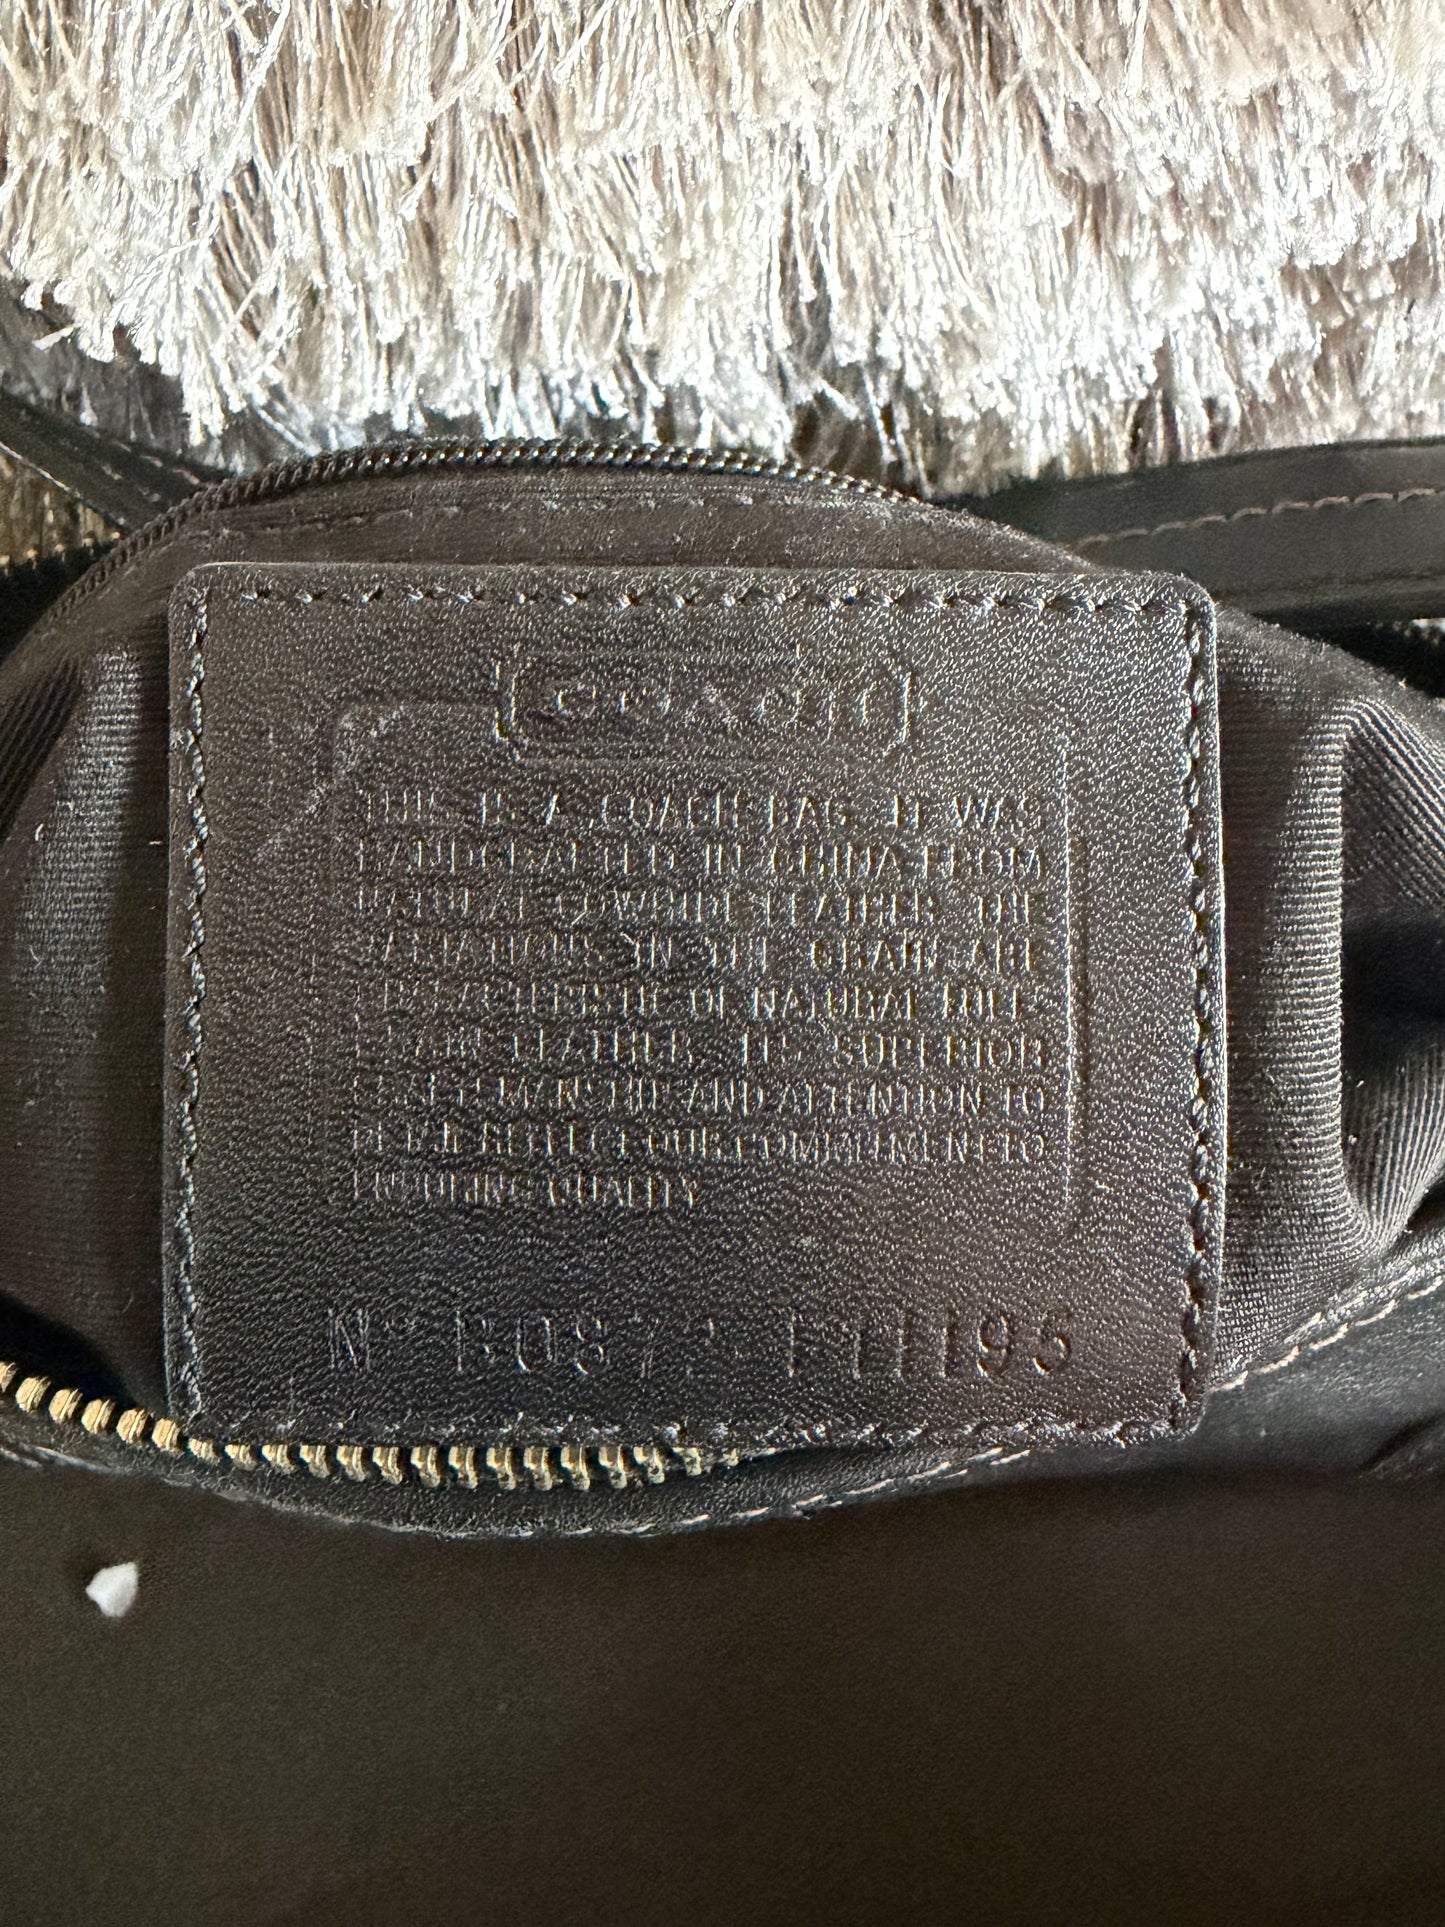 COACH
THIS IS A COACH BAG. IT WAS
HANDCRAFTED IN CHINA FROM
NATURAL COWHIDE LEATHER. THE
VARIATIONS IN THE GRAIN ARE
CHARACTERISTIC OF NATURAL FULL-
GRAIN LEATHER. ITS SUPERIOR
CRAFTSMANSHIP AND ATTENTION TO
DETAIL REFLECT OUR COMMITMENT TO
ENDURING QUALITY.
Nº